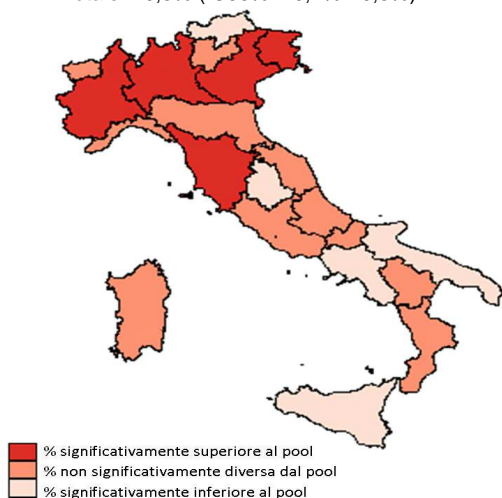 % significativamente superiore al pool
% non significativamente diversa dal pool
% significativamente inferiore al pool